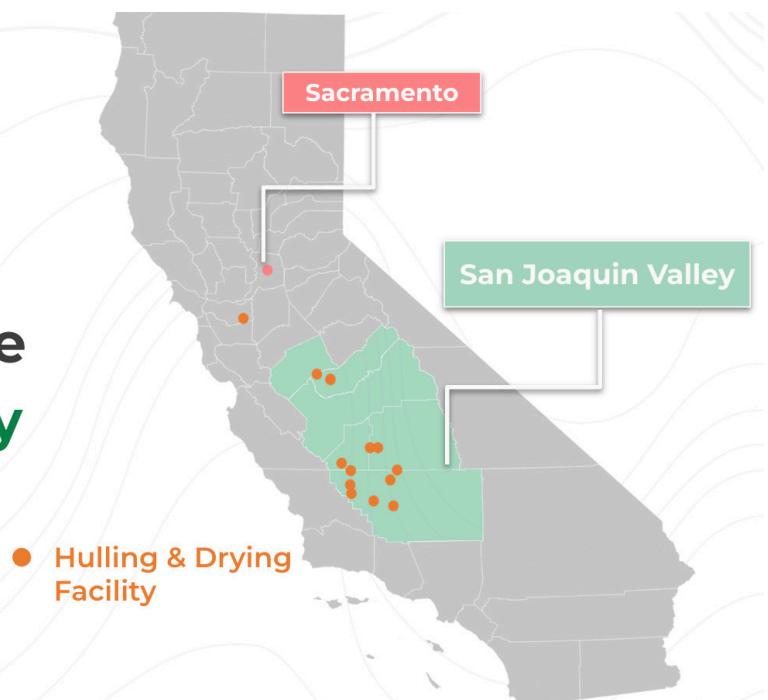 Sacramento
San Joaquin Valley
e
y
Hulling & Drying
Facility